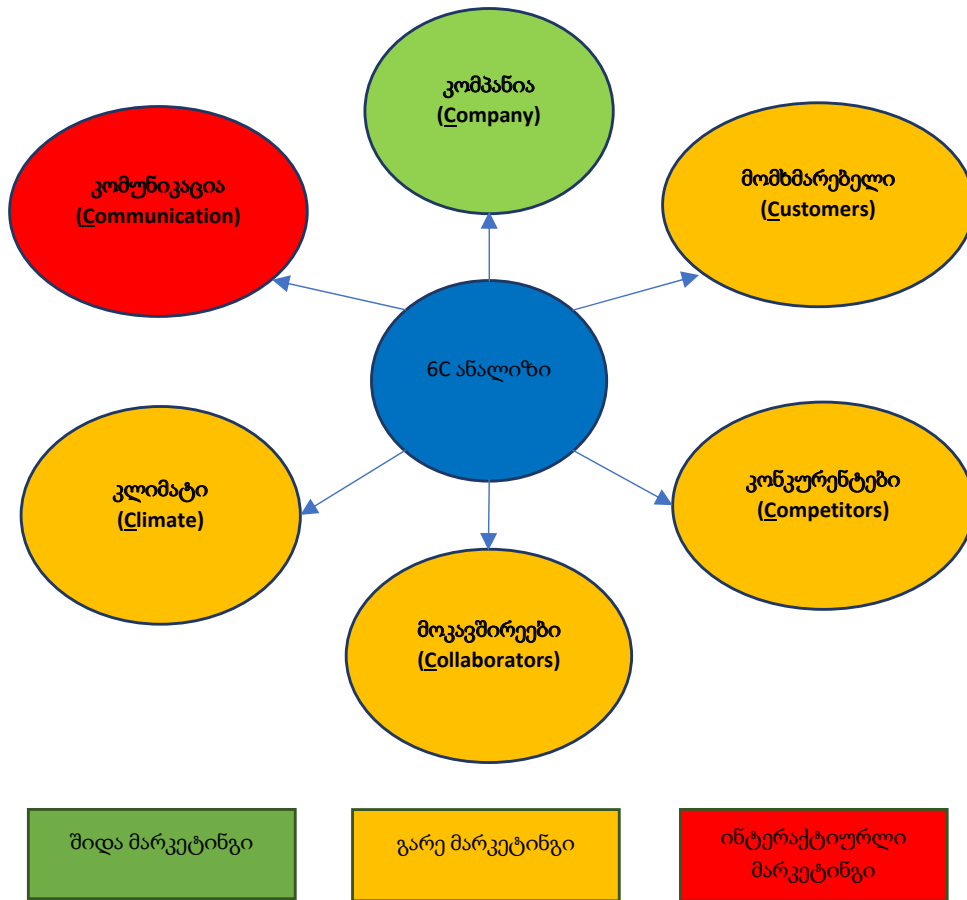 კომპანია
(Company)
კომუნიკაცია
(Communication)
მომხმარებელი
(Customers)
6C ანალიზი
კლიმატი
(Climate)
კონკურენტები
(Competitors)
მოკავშირეები
(Collaborators)
შიდა მარკეტინგი
გარე მარკეტინგი
ინტერაქტიურლი
მარკეტინგი